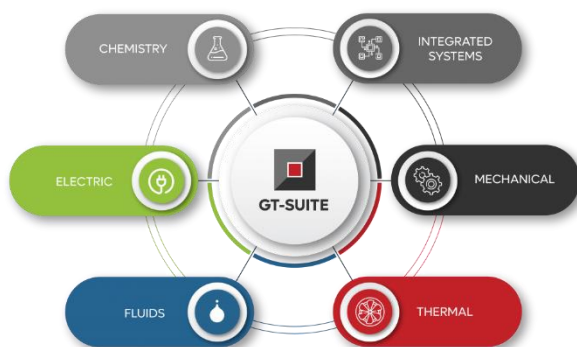 CHEMISTRY
INTEGRATED
SYSTEMS
ELECTRIC
GT-SUITE
MECHANICAL
FLUIDS
THERMAL